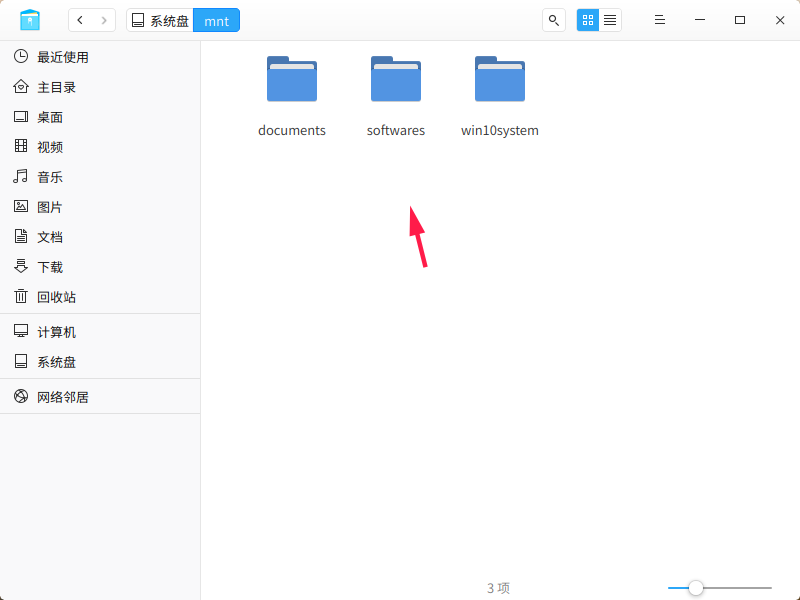 系统盘 mnt
最近使用
主目录
桌面
视频
音乐
图片
文档
下载
回收站
计算机
系统盘
网络邻居
documents softwares win10system
3 项